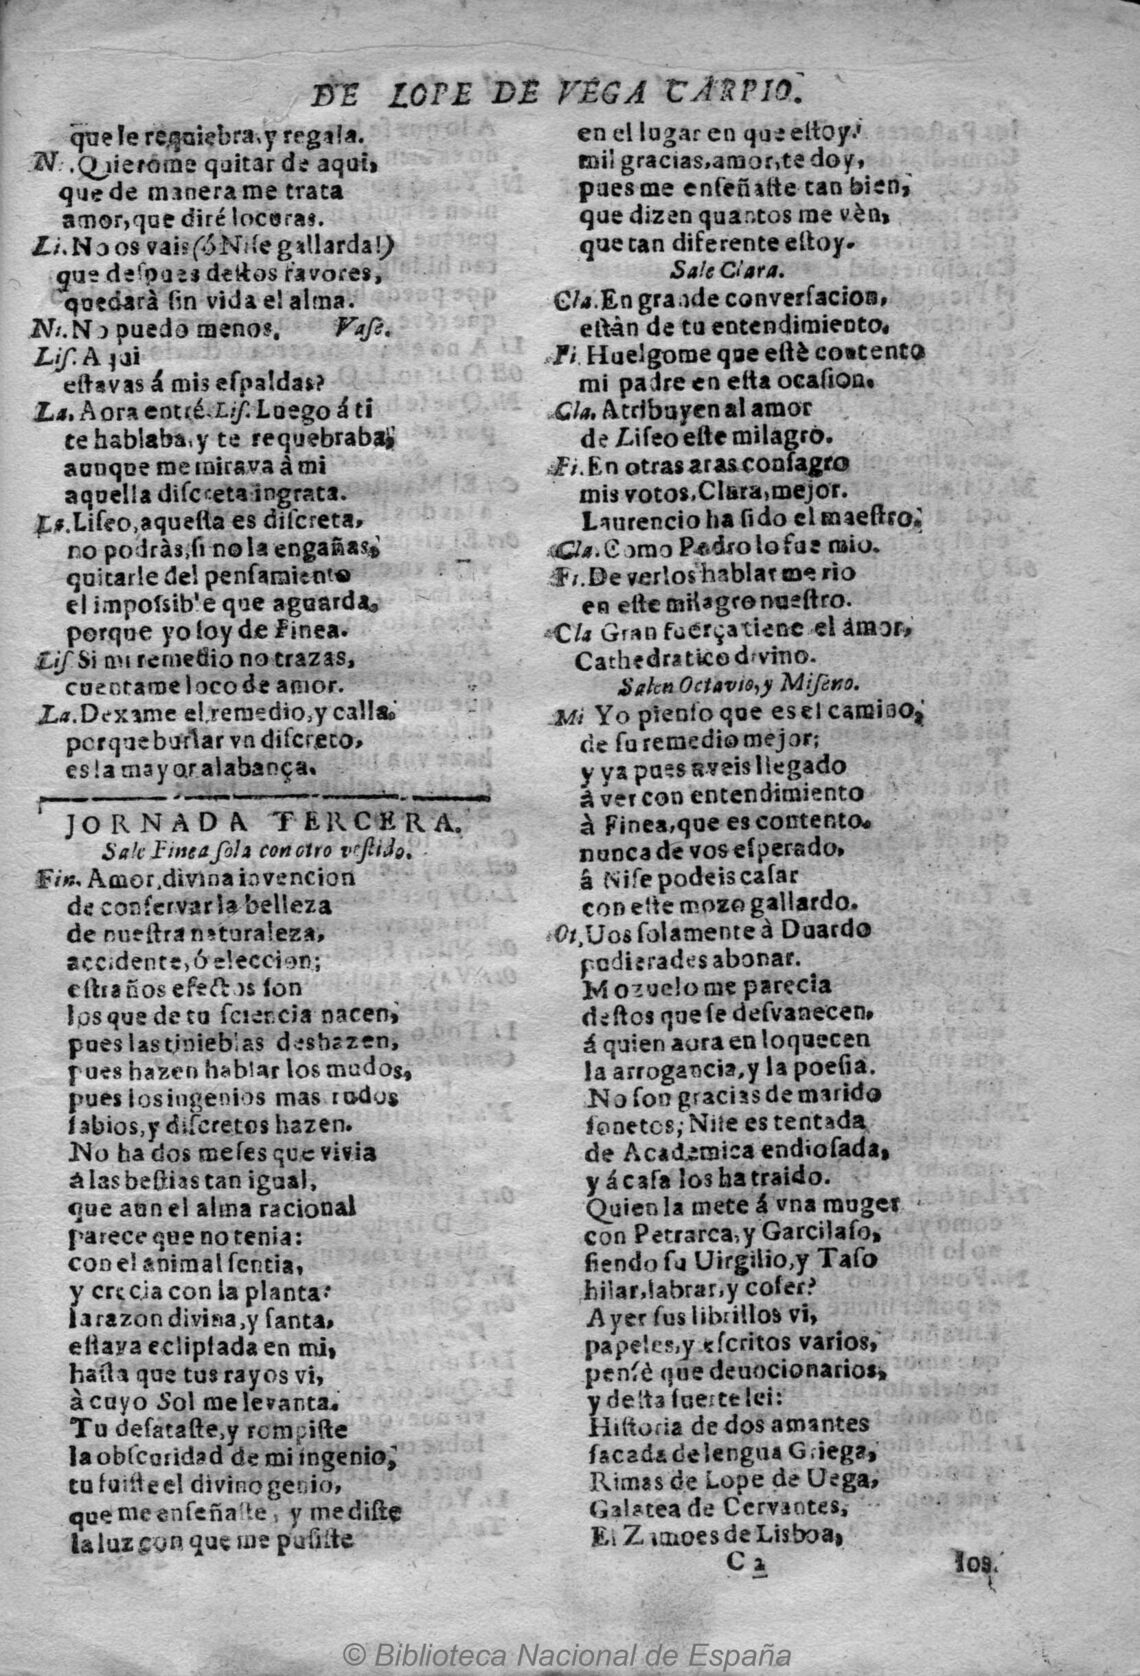 DE LOPE DE VEGA CARPIO.
que le requiebra, y regala.
N. Quierome quitar de aqui,
que de manera me trata
amor, que diré locuras.
Li. No os vais (ó Nise gallarda!)
que despues destos favores,
quedarà sin vida el alma.
Ni. No puedo menos. Vase.
Lis. Aqui
estavas á mis espaldas?
La. Aora entré. Lis. Luego á ti
te hablaba, y te requebraba,
aunque me mirava à mi
aquella discreta ingrata.
Ls. Liseo, aquesta es discreta,
no podràs, si no la engañas,
quitarle del pensamiento
el impossible que aguarda,
porque yo soy de Finea.
Lis Si mi remedio no trazas,
cuentame loco de amor.
La. Dexame el remedio, y calla,
porque burlar vn discreto,
es la mayor alabança.
JORNADA TERCERA.
Sale Finea sola con otro vestido.
Fin. Amor, divina invencion
de conservar la belleza
de nuestra naturaleza,
accidente, ó eleccion;
estraños efectos son
los que de tu sciencia nacen,
pues las tinieblas deshazen,
pues hazen hablar los mudos,
pues los ingenios mas rudos
sabios, y discretos hazen.
No ha dos meses que vivia
á las bestias tan igual,
que aun el alma racional
parece que no tenia:
con el animal sentia,
y crecia con la planta:
la razon divina, y santa,
estava eclipsada en mi,
hasta que tus rayos vi,
à cuyo Sol me levanta.
Tu desataste, y rompiste
la obscuridad de mi ingenio,
tu fuiste el divino genio,
que me enseñaste, y me diste
la luz con que me pusiste
en el lugar en que estoy:
mil gracias, amor, te doy,
pues me enseñaste tan bien,
que dizen quantos me vèn,
que tan diferente estoy.
Sale Clara.
Cla. En grande conversacion,
estàn de tu entendimiento.
Fi. Huelgome que estè contento
mi padre en esta ocasion.
Cla. Atribuyen al amor
de Liseo este milagro.
Fi. En otras aras consagro
mis votos, Clara, mejor.
Laurencio ha sido el maestro,
Cla. Como Pedro lo fue mio.
Fi. De verlos hablar me rio
en este milagro nuestro.
Cla Gran fuerça tiene el amor,
Cathedratico divino.
Salen Octavio, y Miseno.
Mi Yo pienso que es el camino,
de su remedio mejor;
y ya pues aveis llegado
á ver con entendimiento
à Finea, que es contento.
nunca de vos esperado,
â Nise podeis casar
con este mozo gallardo.
Ot. Uos solamente à Duardo
pudierades abonar.
Mozuelo me parecia
destos que se desvanecen,
á quien aora enloquecen
la arrogancia, y la poesia.
No son gracias de marido
sonetos; Nise es tentada
de Academica endiosada,
y á casa los ha traido.
Quien la mete á vna muger
con Petrarca, y Garcilaso,
siendo su Uirgilio, y Taso
hilar, labrar, y coser?
Ayer sus librillos vi,
papeles, y escritos varios,
pensè que deuocionarios,
y desta suerte lei:
Historia de dos amantes
sacada de lengua Griega,
Rimas de Lope de Uega,
Galatea de Cervantes,
El Zamoes de Lisboa,
C 2 los
© Biblioteca Nacional de España